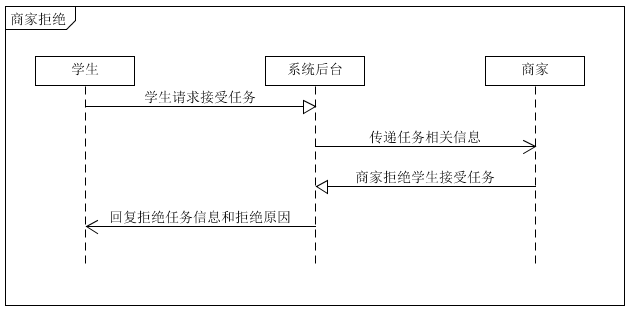 商家拒绝
学生
系统后台
商家
学生请求接受任务
传递任务相关信息
商家拒绝学生接受任务
回复拒绝任务信息和拒绝原因